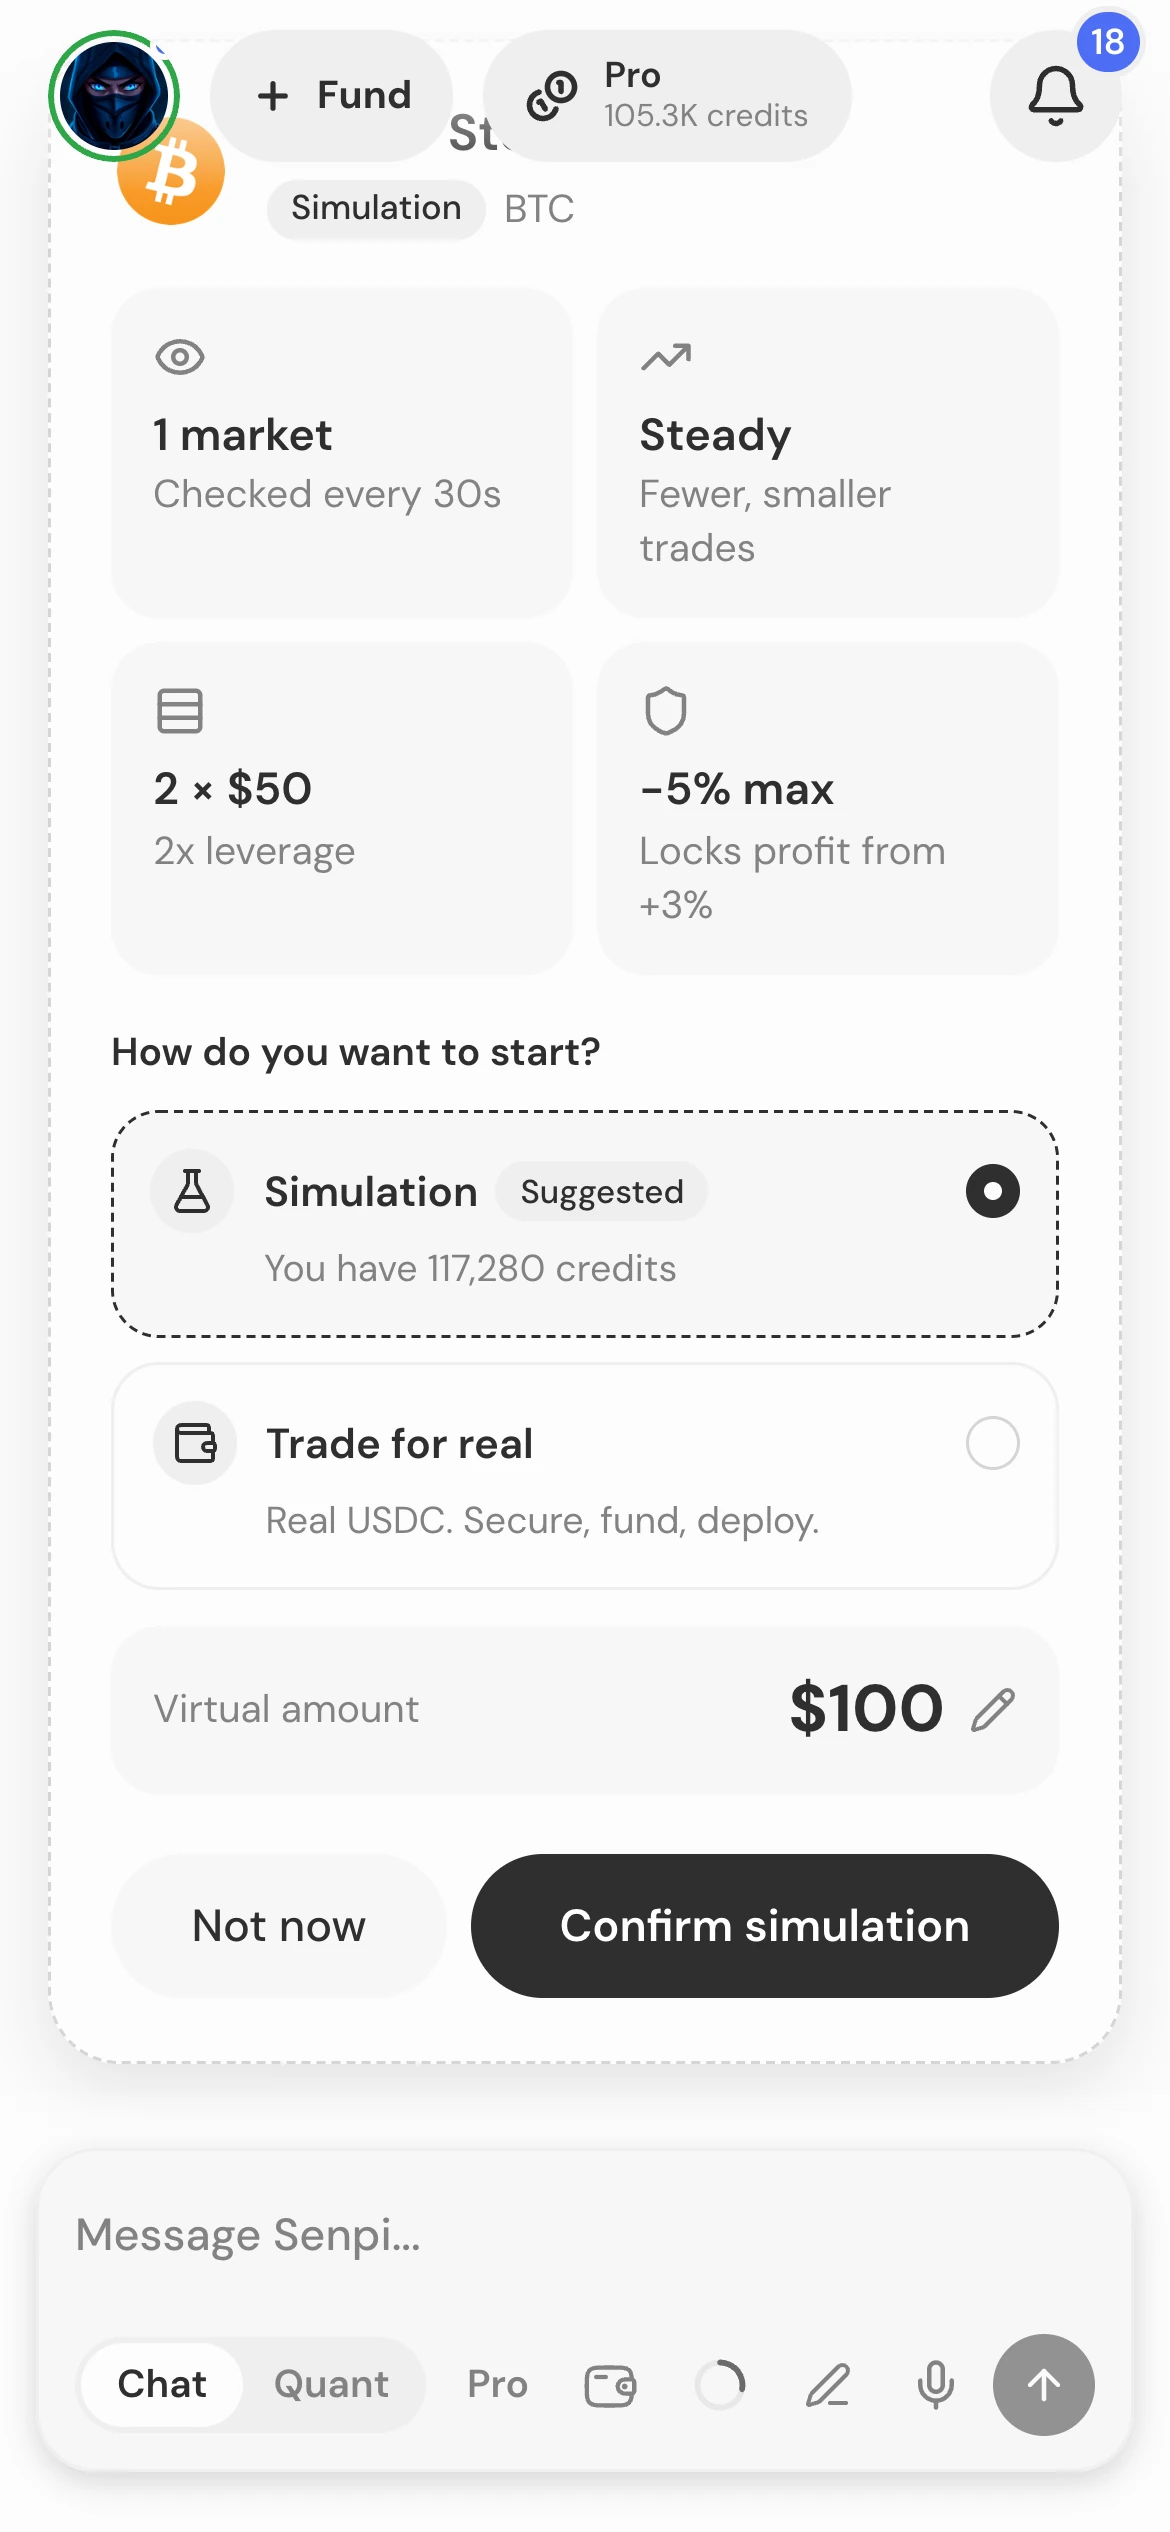 18
Fund
Pro
105.3K credits
Simulation BTC
1 market
Checked every 30s
Steady
Fewer, smaller
trades
2 × $50
2x leverage
-5% max
Locks profit from
+3%
How do you want to start?
Simulation Suggested
You have 117,280 credits
Trade for real
Real USDC. Secure, fund, deploy.
Virtual amount $100
Not now Confirm simulation
Message Senpi...
Chat Quant Pro